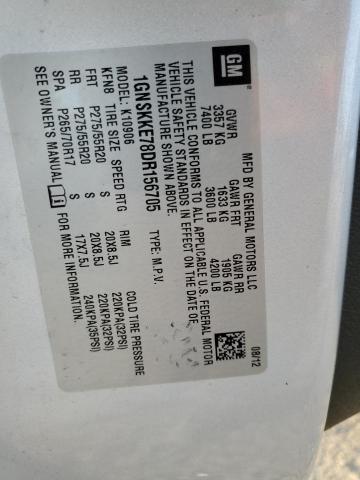 GM
MFD BY GENERAL MOTORS LLC
08/12
GVWR GAWR FRT GAWR RR
3357 KG 1633 KG 1905 KG
7400 LB 3600 LB 4200 LB
THIS VEHICLE CONFORMS TO ALL APPLICABLE U.S. FEDERAL MOTOR
VEHICLE SAFETY STANDARDS IN EFFECT ON THE DATE OF
MANUFACTURE SHOWN ABOVE.
1GNSKKE78DR156705 TYPE: M.P.V.
MODEL: K10906
KFNB TIRE SIZE SPEED RTG RIM COLD TIRE PRESSURE
FRT P275/55R20 S 20X8.5J 220KPA(32PSI)
RR P275/55R20 S 20X8.5J 220KPA(32PSI)
SPA P265/70R17 S 17X7.5J 240KPA(35PSI)
SEE OWNER'S MANUAL FOR MORE INFORMATION.